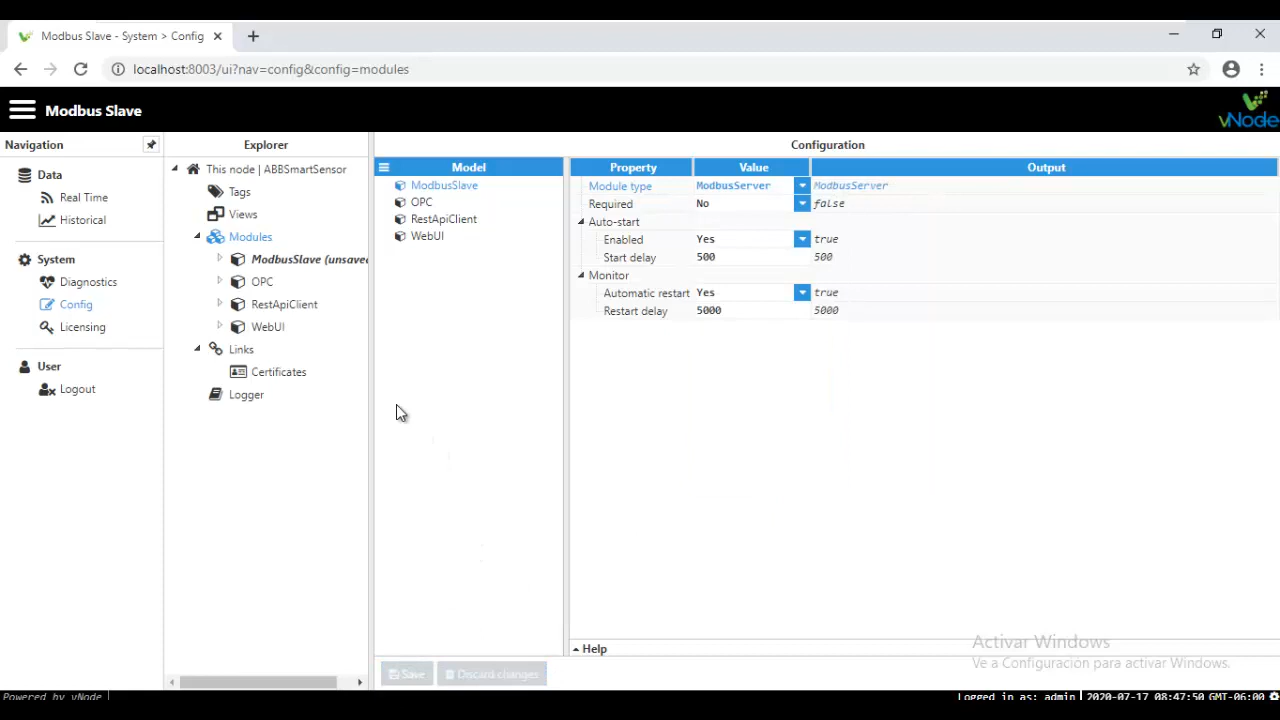 Modbus Slave - System > Config
localhost:8003/ui?nav=config&config=modules
Modbus Slave
vNode
Navigation
Data
Real Time
Historical
System
Diagnostics
Config
Licensing
User
Logout
Explorer
This node | ABBSmartSensor
Tags
Views
Modules
ModbusSlave (unsaved
OPC
RestApiClient
WebUI
Links
Certificates
Logger
Configuration
Model
ModbusSlave
OPC
RestApiClient
WebUI
Property Value Output
Module type ModbusServer ModbusServer
Required No false
Auto-start
Enabled Yes true
Start delay 500 500
Monitor
Automatic restart Yes true
Restart delay 5000 5000
Help
Save Discard changes
Activar Windows
Ve a Configuración para activar Windows.
Powered by vNode
Logged in as: admin 2020-07-17 08:47:50 GMT-06:00